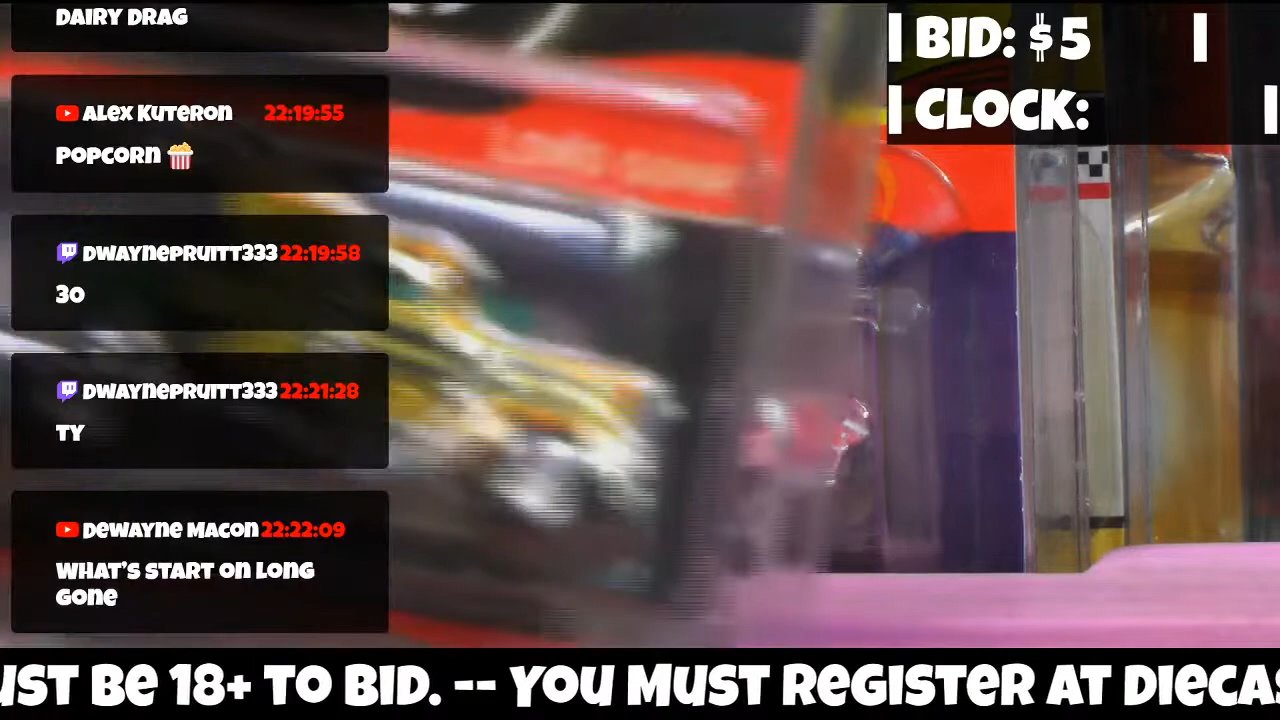 DAIRY DRAG
ALEX KUTERON 22:19:55
POPCORN 🍿
DWAYNEPRUITT333 22:19:58
30
DWAYNEPRUITT333 22:21:28
TY
DEWAYNE MACON 22:22:09
WHAT'S START ON LONG
GONE
| BID: $5 |
| CLOCK: |
UST BE 18+ TO BID. -- YOU MUST REGISTER AT DIECAS